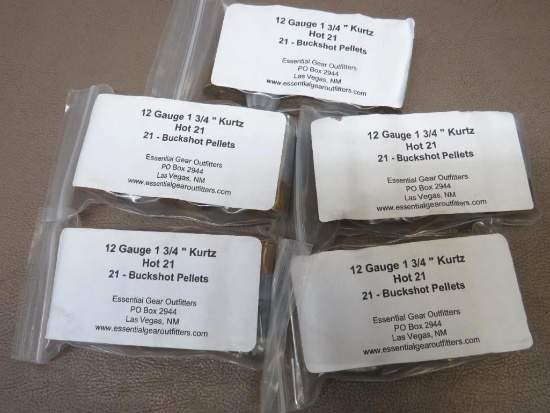 12 Gauge 1 3/4 " Kurtz
Hot 21
21 - Buckshot Pellets
Essential Gear Outfitters
PO Box 2944
Las Vegas, NM
www.essentialgearoutfitters.com
12 Gauge 1 3/4 " Kurtz
Hot 21
21 - Buckshot Pellets
Essential Gear Outfitters
PO Box 2944
Las Vegas, NM
www.essentialgearoutfitters.com
12 Gauge 1 3/4 " Kurtz
Hot 21
21 - Buckshot Pellets
Essential Gear Outfitters
PO Box 2944
Las Vegas, NM
www.essentialgearoutfitters.com
12 Gauge 1 3/4 " Kurtz
Hot 21
21 - Buckshot Pellets
Essential Gear Outfitters
PO Box 2944
Las Vegas, NM
www.essentialgearoutfitters.com
12 Gauge 1 3/4 " Kurtz
Hot 21
21 - Buckshot Pellets
Essential Gear Outfitters
PO Box 2944
Las Vegas, NM
www.essentialgearoutfitters.com